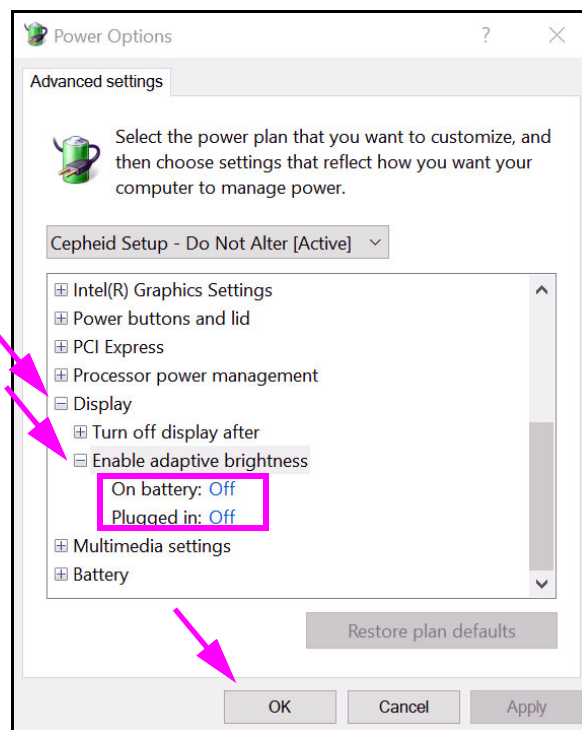 Power Options
Advanced settings
Select the power plan that you want to customize, and
then choose settings that reflect how you want your
computer to manage power.
Cepheid Setup - Do Not Alter [Active]
Intel(R) Graphics Settings
Power buttons and lid
PCI Express
Processor power management
Display
Turn off display after
Enable adaptive brightness
On battery: Off
Plugged in: Off
Multimedia settings
Battery
Restore plan defaults
OK Cancel Apply